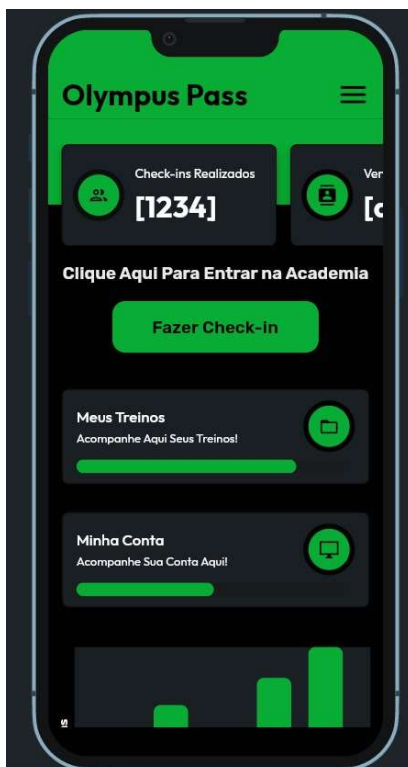 Olympus Pass
Check-ins Realizados
[1234]
Clique Aqui Para Entrar na Academia
Fazer Check-in
Meus Treinos
Acompanhe Aqui Seus Treinos!
Minha Conta
Acompanhe Sua Conta Aqui!